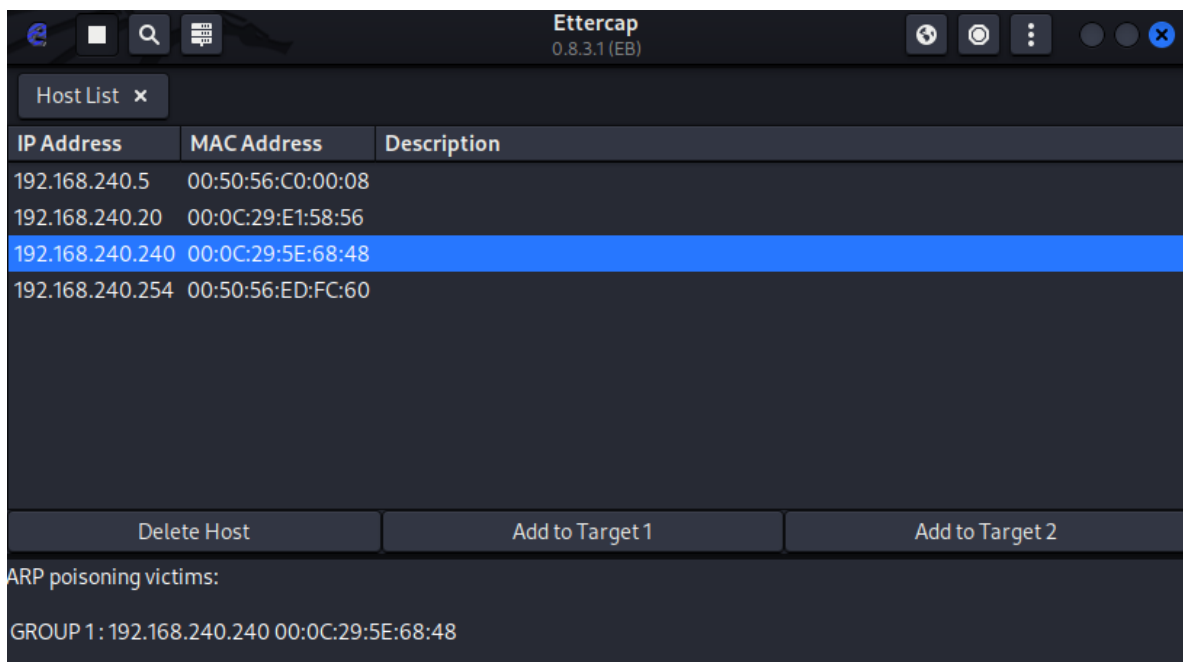 Ettercap
0.8.3.1 (EB)
Host List
IP Address MAC Address Description
192.168.240.5 00:50:56:C0:00:08
192.168.240.20 00:0C:29:E1:58:56
192.168.240.240 00:0C:29:5E:68:48
192.168.240.254 00:50:56:ED:FC:60
Delete Host Add to Target 1 Add to Target 2
ARP poisoning victims:
GROUP 1 : 192.168.240.240 00:0C:29:5E:68:48